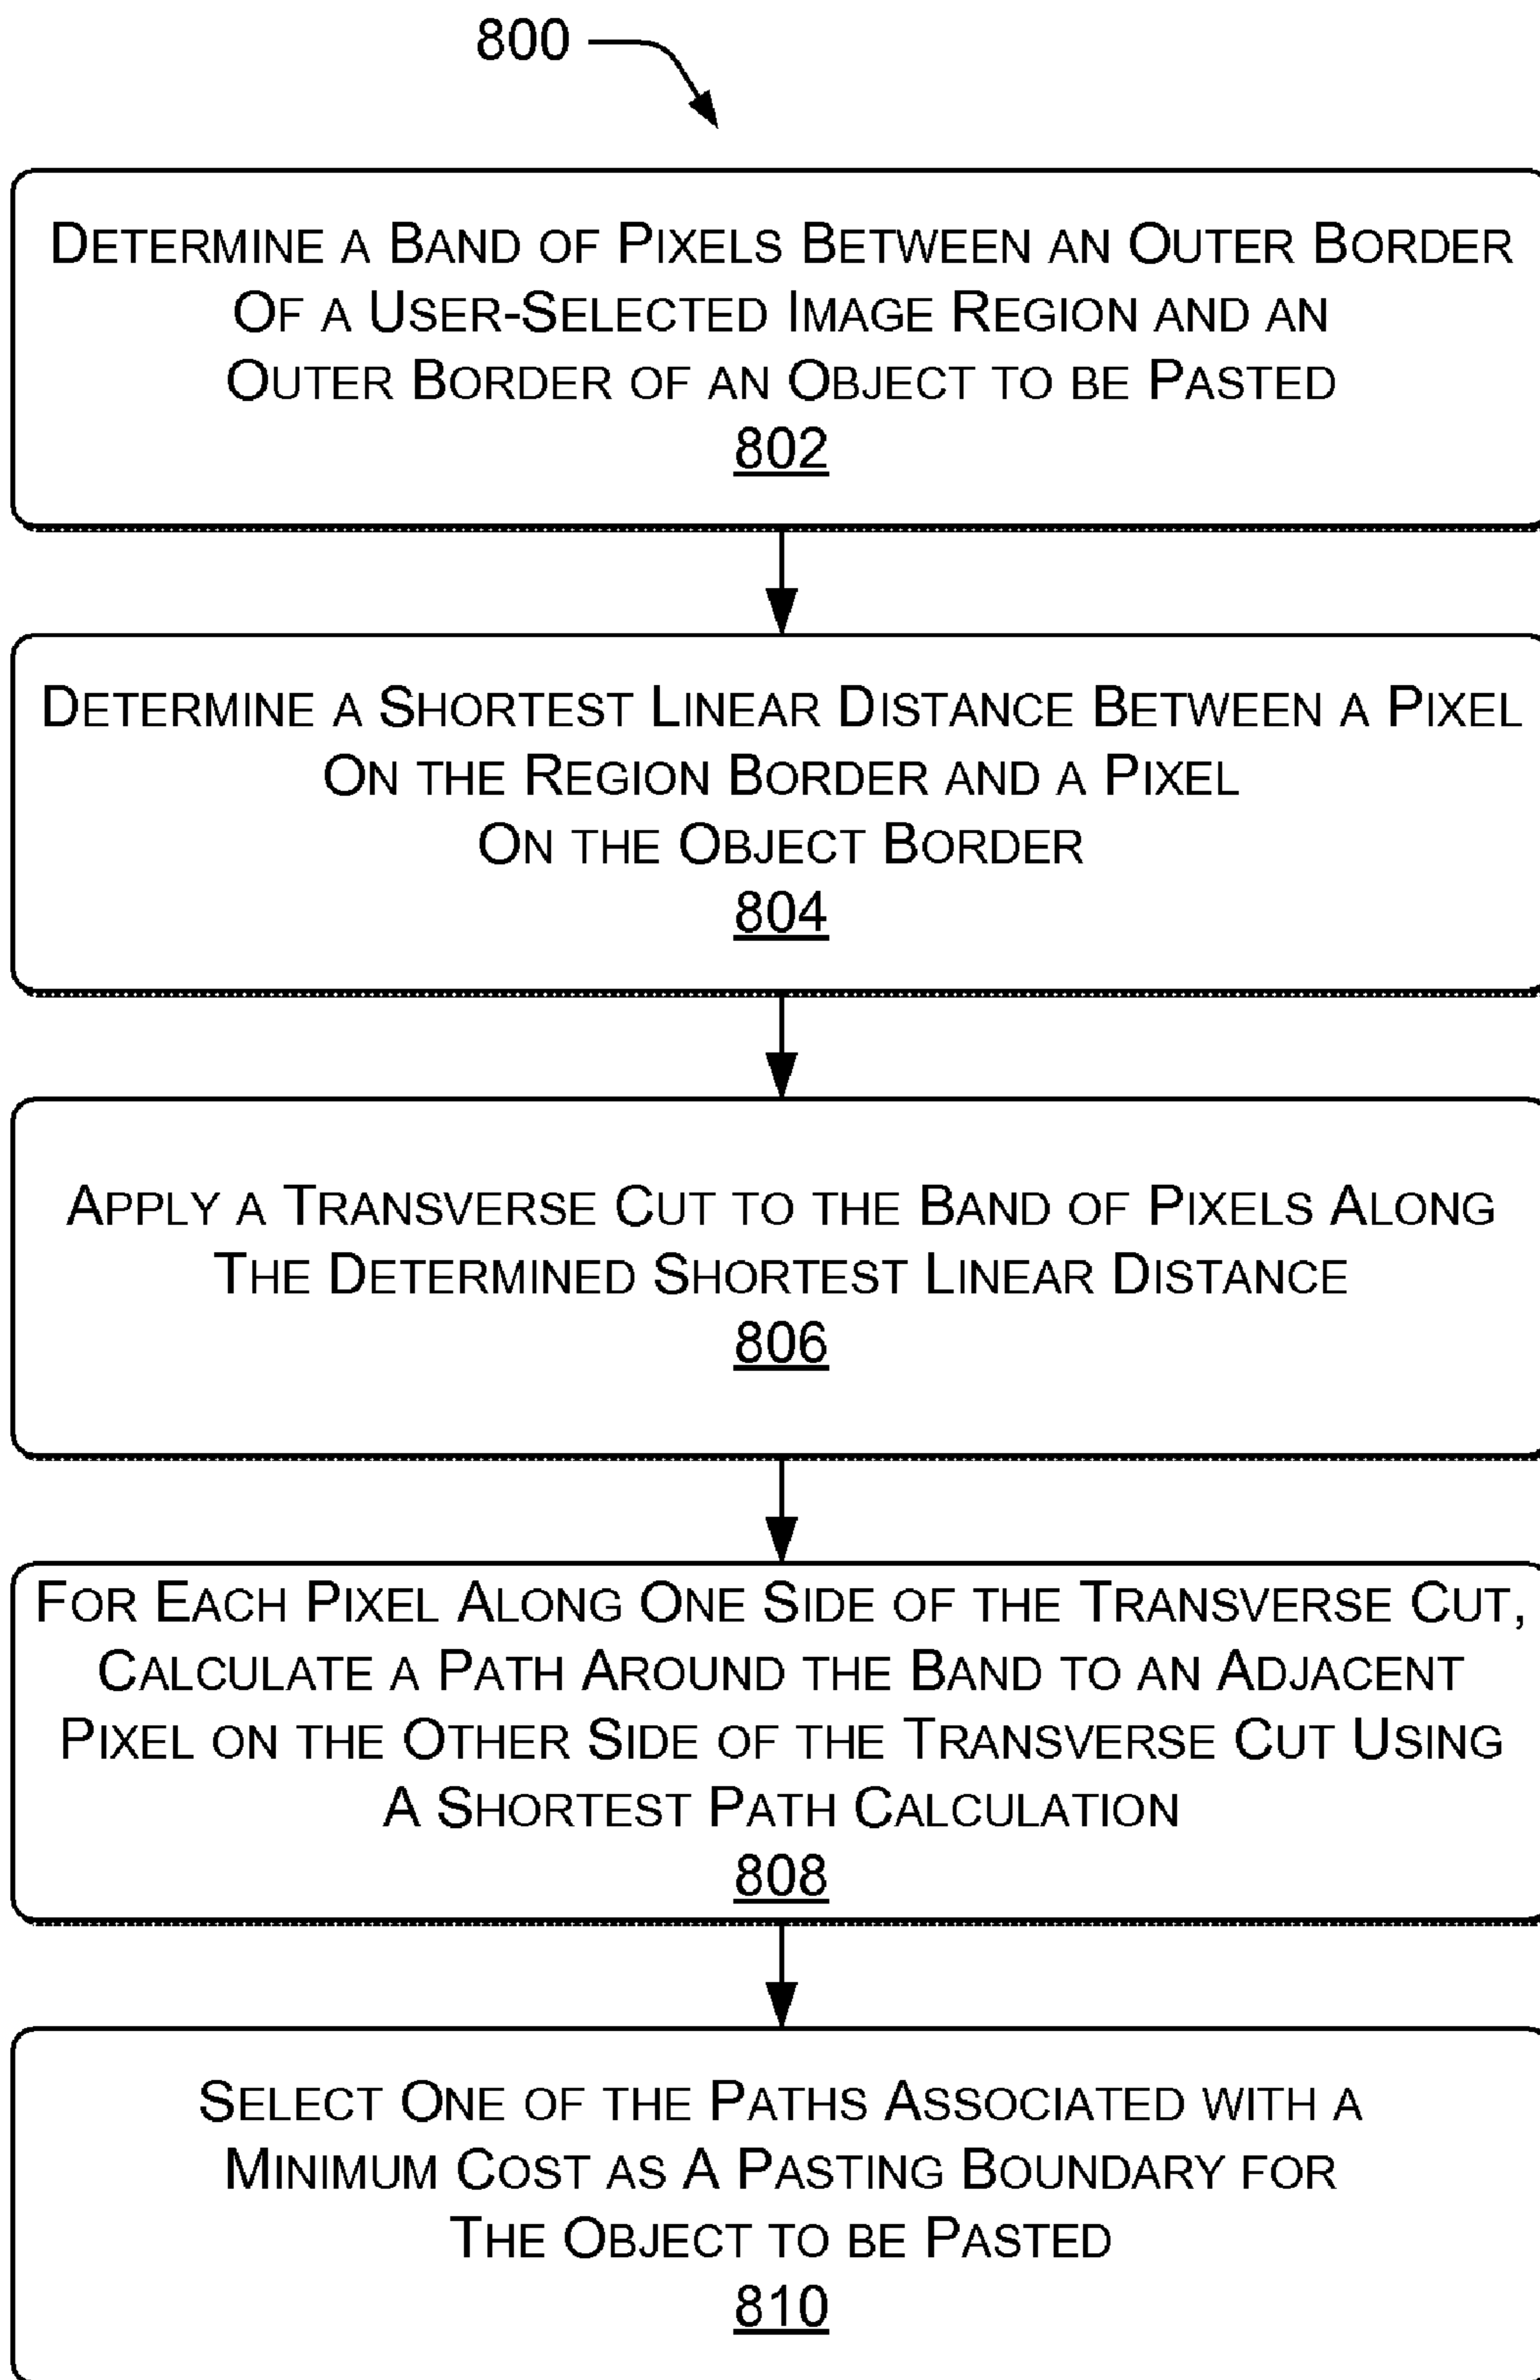 800
DETERMINE A BAND OF PIXELS BETWEEN AN OUTER BORDER
OF A USER-SELECTED IMAGE REGION AND AN
OUTER BORDER OF AN OBJECT TO BE PASTED
802
DETERMINE A SHORTEST LINEAR DISTANCE BETWEEN A PIXEL
ON THE REGION BORDER AND A PIXEL
ON THE OBJECT BORDER
804
APPLY A TRANSVERSE CUT TO THE BAND OF PIXELS ALONG
THE DETERMINED SHORTEST LINEAR DISTANCE
806
FOR EACH PIXEL ALONG ONE SIDE OF THE TRANSVERSE CUT,
CALCULATE A PATH AROUND THE BAND TO AN ADJACENT
PIXEL ON THE OTHER SIDE OF THE TRANSVERSE CUT USING
A SHORTEST PATH CALCULATION
808
SELECT ONE OF THE PATHS ASSOCIATED WITH A
MINIMUM COST AS A PASTING BOUNDARY FOR
THE OBJECT TO BE PASTED
810